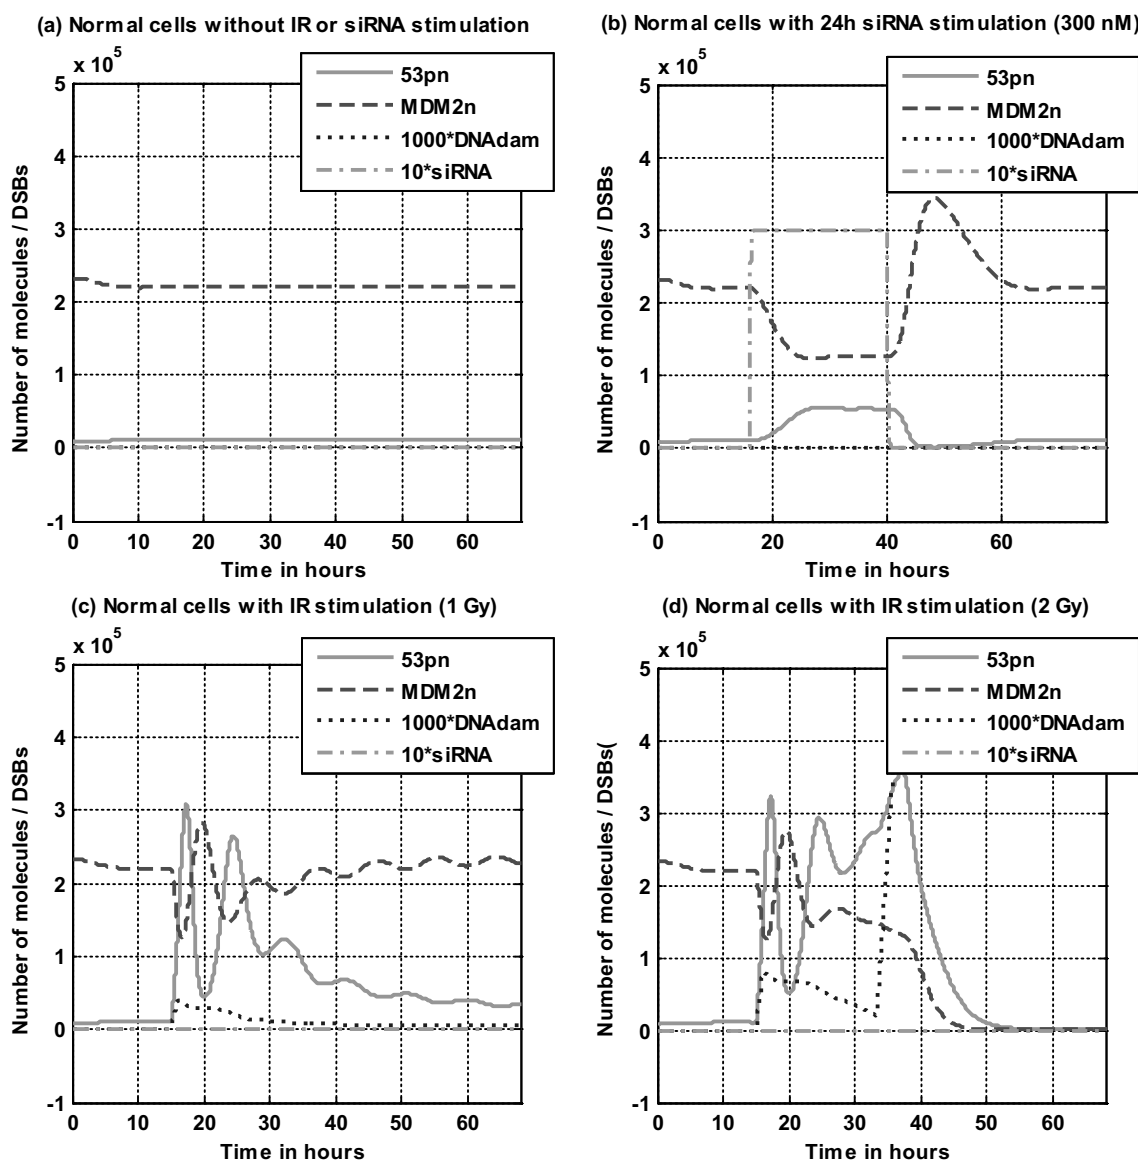 (a) Normal cells without IR or siRNA stimulation
x 10^5
53pn
MDM2n
1000*DNAdam
10*siRNA
5
4
3
2
1
0
-1
Number of molecules / DSBs
0 10 20 30 40 50 60
Time in hours
(b) Normal cells with 24h siRNA stimulation (300 nM)
x 10^5
53pn
MDM2n
1000*DNAdam
10*siRNA
5
4
3
2
1
0
-1
Number of molecules / DSBs
0 20 40 60
Time in hours
(c) Normal cells with IR stimulation (1 Gy)
x 10^5
53pn
MDM2n
1000*DNAdam
10*siRNA
5
4
3
2
1
0
-1
Number of molecules / DSBs
0 10 20 30 40 50 60
Time in hours
(d) Normal cells with IR stimulation (2 Gy)
x 10^5
53pn
MDM2n
1000*DNAdam
10*siRNA
5
4
3
2
1
0
-1
Number of molecules / DSBs(
0 10 20 30 40 50 60
Time in hours